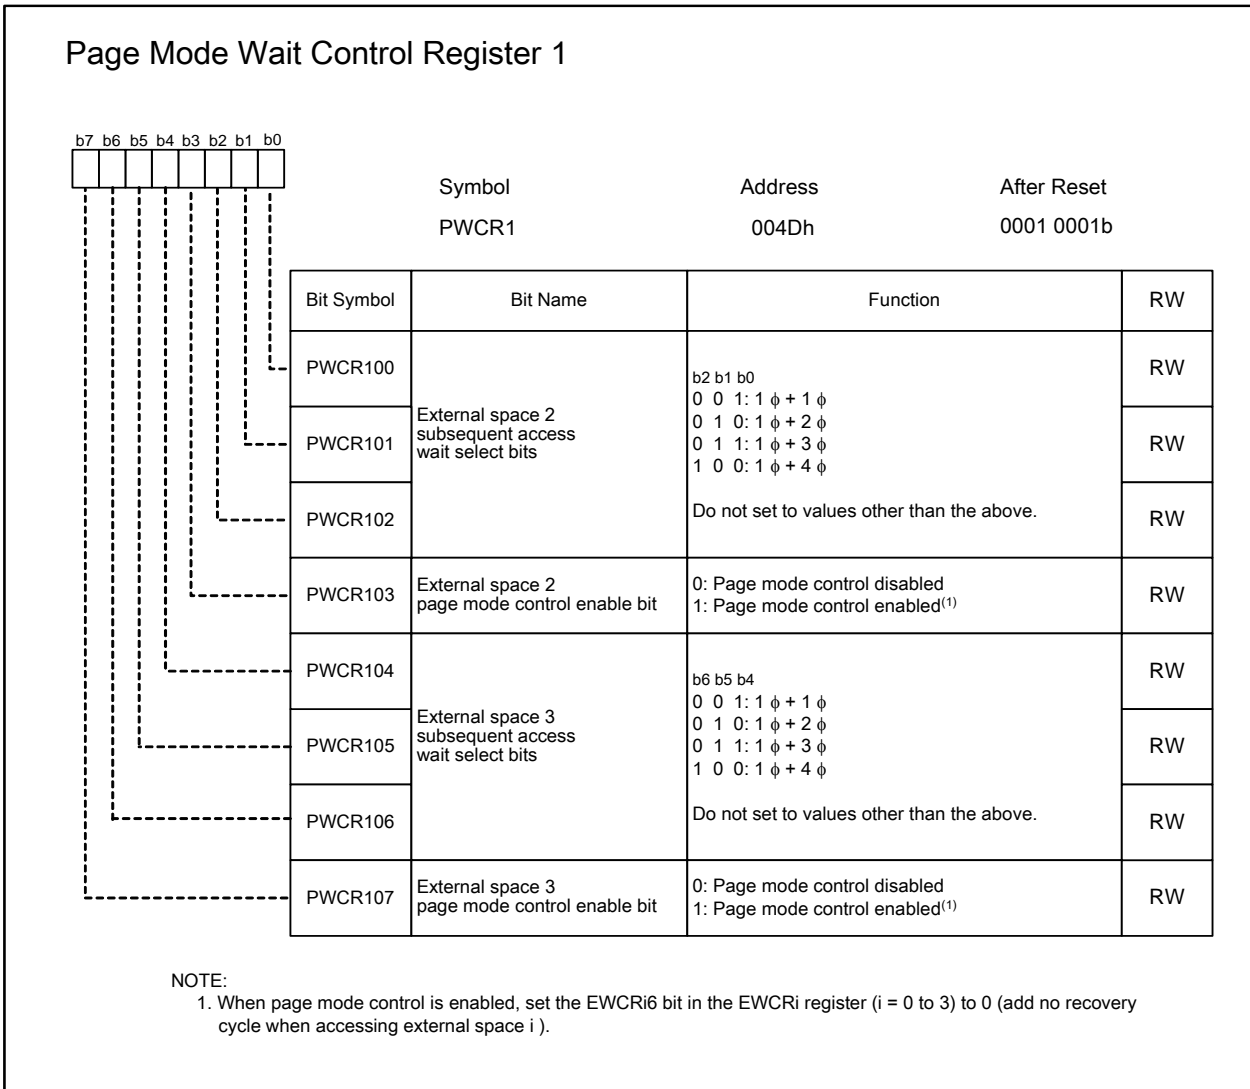 Page Mode Wait Control Register 1
b7 b6 b5 b4 b3 b2 b1 b0
Symbol Address After Reset
PWCR1 004Dh 0001 0001b
Bit Symbol Bit Name Function RW
PWCR100 RW
PWCR101 RW
PWCR102 RW
External space 2
subsequent access
wait select bits
b2 b1 b0
0 0 1: 1 ϕ + 1 ϕ
0 1 0: 1 ϕ + 2 ϕ
0 1 1: 1 ϕ + 3 ϕ
1 0 0: 1 ϕ + 4 ϕ
Do not set to values other than the above.
PWCR103 RW
External space 2
page mode control enable bit
0: Page mode control disabled
1: Page mode control enabled(1)
PWCR104 RW
PWCR105 RW
PWCR106 RW
External space 3
subsequent access
wait select bits
b6 b5 b4
0 0 1: 1 ϕ + 1 ϕ
0 1 0: 1 ϕ + 2 ϕ
0 1 1: 1 ϕ + 3 ϕ
1 0 0: 1 ϕ + 4 ϕ
Do not set to values other than the above.
PWCR107 RW
External space 3
page mode control enable bit
0: Page mode control disabled
1: Page mode control enabled(1)
NOTE:
1. When page mode control is enabled, set the EWCRi6 bit in the EWCRi register (i = 0 to 3) to 0 (add no recovery
cycle when accessing external space i ).